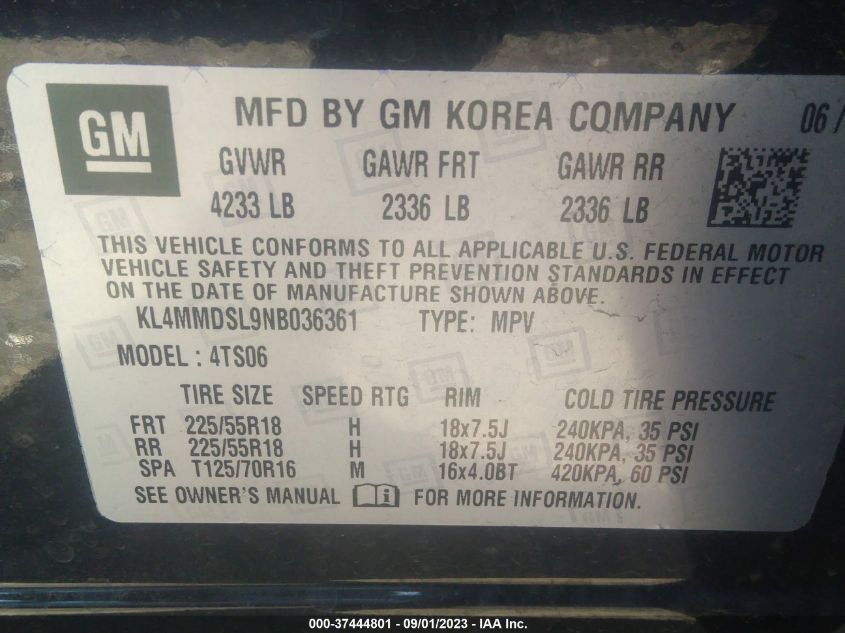 GM
MFD BY GM KOREA COMPANY 06/
GVWR GAWR FRT GAWR RR
4233 LB 2336 LB 2336 LB
THIS VEHICLE CONFORMS TO ALL APPLICABLE U.S. FEDERAL MOTOR
VEHICLE SAFETY AND THEFT PREVENTION STANDARDS IN EFFECT
ON THE DATE OF MANUFACTURE SHOWN ABOVE.
KL4MMDSL9NB036361 TYPE: MPV
MODEL : 4TS06
TIRE SIZE SPEED RTG RIM COLD TIRE PRESSURE
FRT 225/55R18 H 18x7.5J 240KPA, 35 PSI
RR 225/55R18 H 18x7.5J 240KPA, 35 PSI
SPA T125/70R16 M 16x4.0BT 420KPA, 60 PSI
SEE OWNER'S MANUAL i FOR MORE INFORMATION.
000-37444801 - 09/01/2023 - IAA Inc.